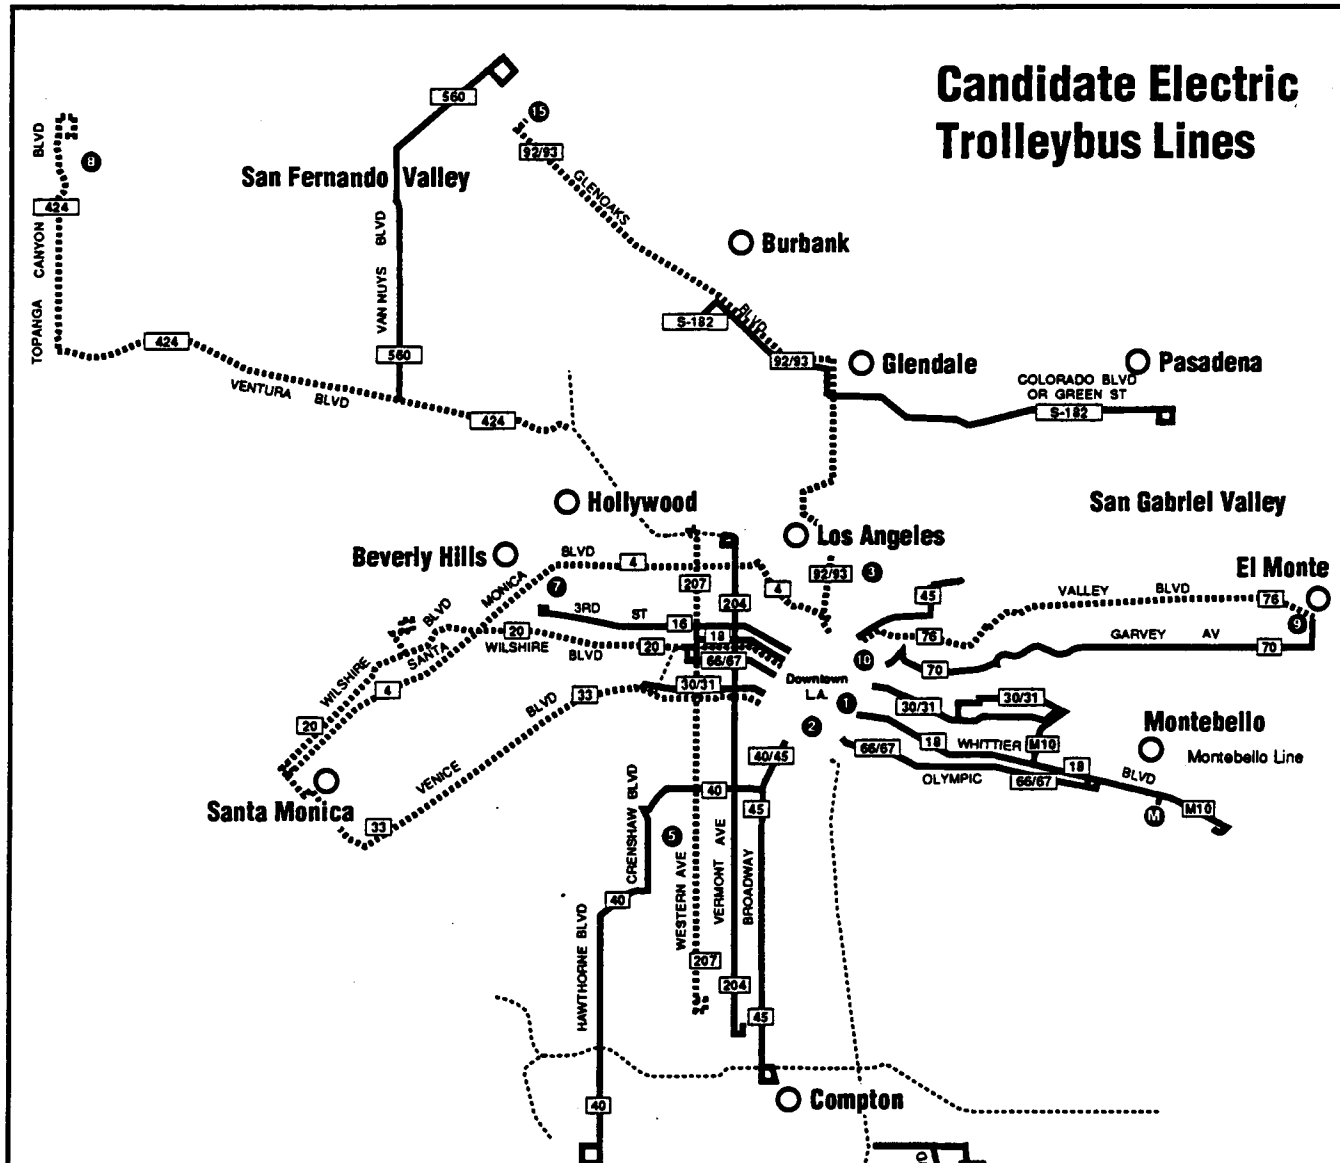 Candidate Electric
Trolleybus Lines
560
15
92/93
BLVD
8
San Fernando Valley
GLENOAKS
424
CANYON
TOPANGA
VAN NUYS BLVD
Burbank
S-182
BLVD
424
560
92/93
Glendale
Pasadena
VENTURA BLVD
COLORADO BLVD
OR GREEN ST
S-182
424
Hollywood
San Gabriel Valley
Los Angeles
Beverly Hills
BLVD
4
92/93
3
El Monte
7
MONICA
207
4
45
VALLEY BLVD
76
3RD ST
16
204
9
BLVD
20
18
76
GARVEY AV
WILSHIRE BLVD
20
70
SANTA
66/67
10
70
WILSHIRE
4
30/31
Downtown
L.A.
1
30/31
30/31
20
BLVD
33
2
18
WHITTIER
M10
Montebello
Montebello Line
40/45
66/67
OLYMPIC
66/67
18
BLVD
VENICE
Santa Monica
40
45
M10
M
33
5
CRENSHAW BLVD
WESTERN AVE
VERMONT AVE
BROADWAY
40
HAWTHORNE BLVD
207
204
45
40
Compton